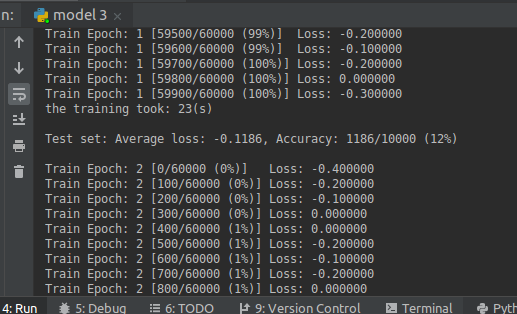 n: model 3 ×
Train Epoch: 1 [59500/60000 (99%)] Loss: -0.200000
Train Epoch: 1 [59600/60000 (99%)] Loss: -0.100000
Train Epoch: 1 [59700/60000 (100%)] Loss: -0.200000
Train Epoch: 1 [59800/60000 (100%)] Loss: 0.000000
Train Epoch: 1 [59900/60000 (100%)] Loss: -0.300000
the training took: 23(s)
Test set: Average loss: -0.1186, Accuracy: 1186/10000 (12%)
Train Epoch: 2 [0/60000 (0%)] Loss: -0.400000
Train Epoch: 2 [100/60000 (0%)] Loss: -0.200000
Train Epoch: 2 [200/60000 (0%)] Loss: -0.100000
Train Epoch: 2 [300/60000 (0%)] Loss: 0.000000
Train Epoch: 2 [400/60000 (1%)] Loss: 0.000000
Train Epoch: 2 [500/60000 (1%)] Loss: -0.200000
Train Epoch: 2 [600/60000 (1%)] Loss: -0.100000
Train Epoch: 2 [700/60000 (1%)] Loss: -0.200000
Train Epoch: 2 [800/60000 (1%)] Loss: 0.000000
4: Run 5: Debug 6: TODO 9: Version Control Terminal Pyth